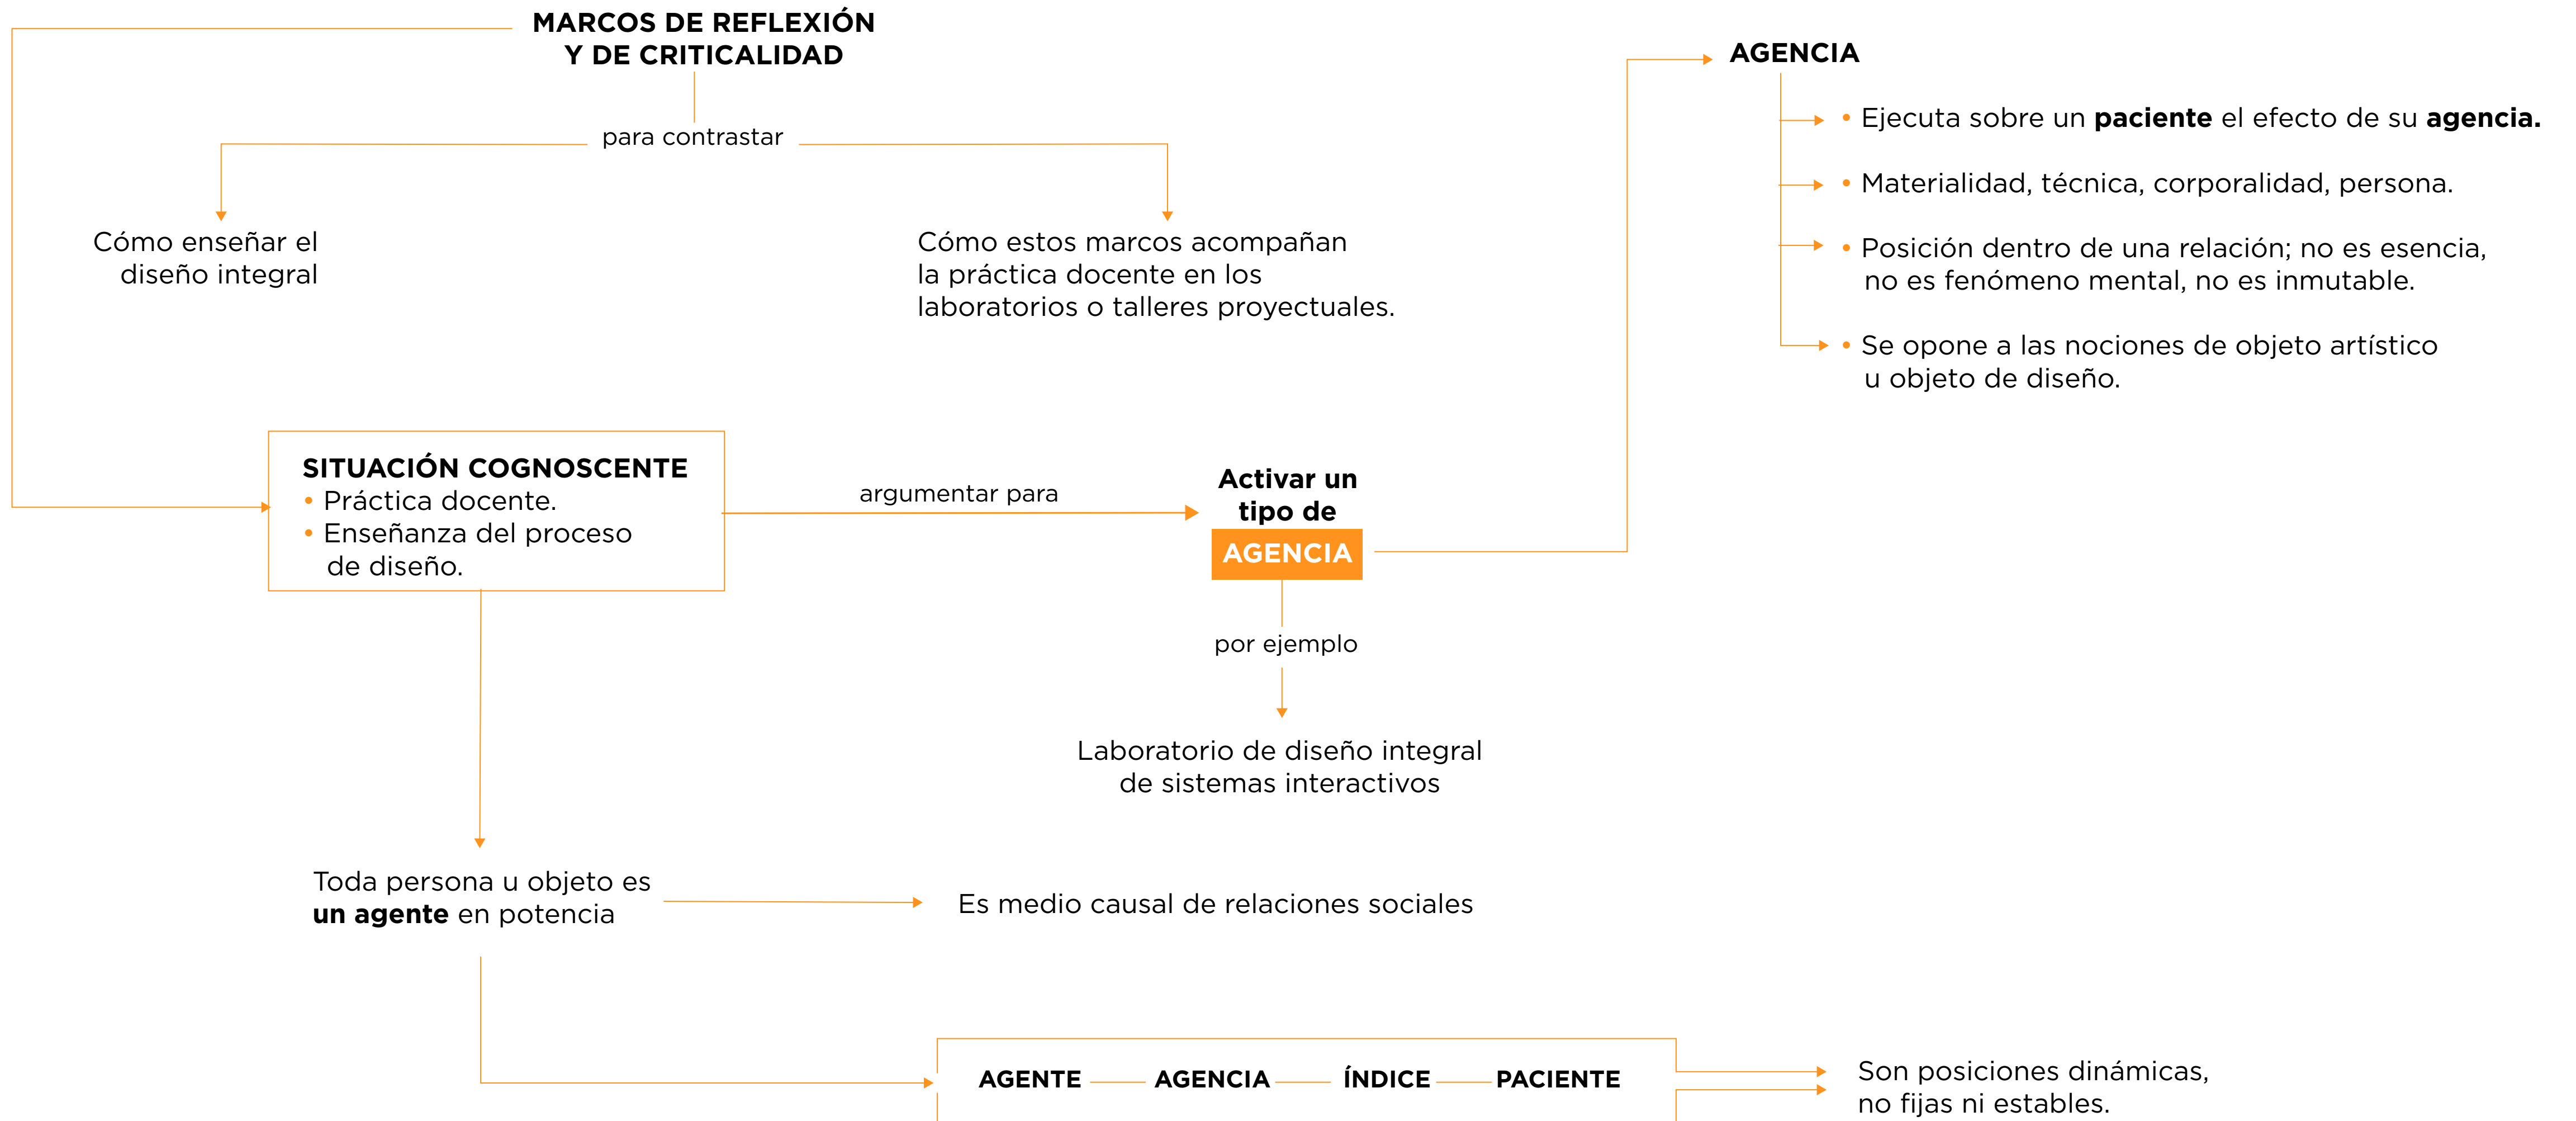 MARCOS DE REFLEXIÓN
Y DE CRITICALIDAD
para contrastar
Cómo enseñar el
diseño integral
Cómo estos marcos acompañan
la práctica docente en los
laboratorios o talleres proyectuales.
AGENCIA
• Ejecuta sobre un paciente el efecto de su agencia.
• Materialidad, técnica, corporalidad, persona.
• Posición dentro de una relación; no es esencia,
no es fenómeno mental, no es inmutable.
• Se opone a las nociones de objeto artístico
u objeto de diseño.
SITUACIÓN COGNOSCENTE
• Práctica docente.
• Enseñanza del proceso
de diseño.
argumentar para
Activar un
tipo de
AGENCIA
por ejemplo
Laboratorio de diseño integral
de sistemas interactivos
Toda persona u objeto es
un agente en potencia
Es medio causal de relaciones sociales
AGENTE AGENCIA ÍNDICE PACIENTE
Son posiciones dinámicas,
no fijas ni estables.